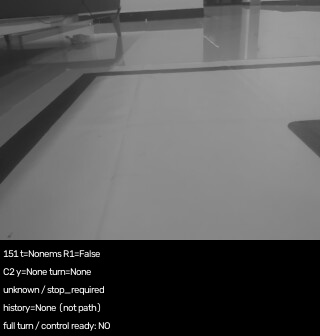 151 t=Nonems R1=False
C2 y=None turn=None
unknown / stop_required
history=None (not path)
full turn / control ready: NO